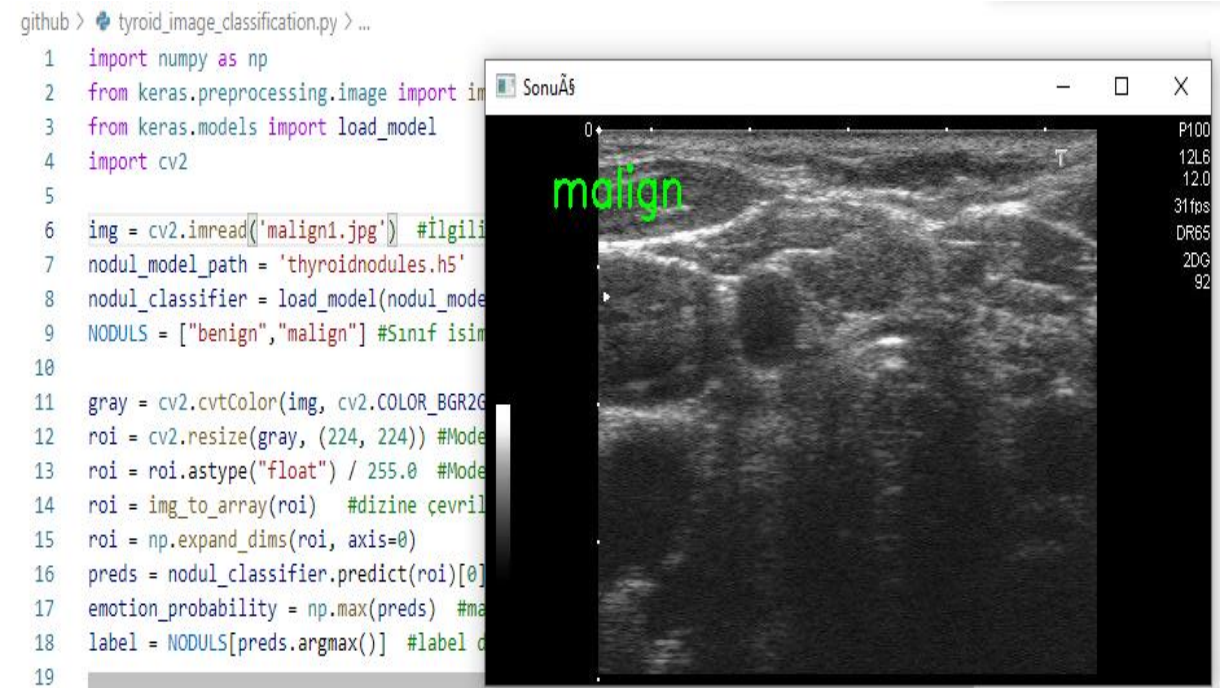 github > tyroid_image_classification.py > ...
1 import numpy as np
2 from keras.preprocessing.image import im
3 from keras.models import load_model
4 import cv2
5
6 img = cv2.imread('malign1.jpg') #İlgili
7 nodul_model_path = 'thyroidnodules.h5'
8 nodul_classifier = load_model(nodul_mode
9 NODULS = ["benign","malign"] #Sınıf isim
10
11 gray = cv2.cvtColor(img, cv2.COLOR_BGR2G
12 roi = cv2.resize(gray, (224, 224)) #Mode
13 roi = roi.astype("float") / 255.0 #Mode
14 roi = img_to_array(roi) #dizine çevril
15 roi = np.expand_dims(roi, axis=0)
16 preds = nodul_classifier.predict(roi)[0]
17 emotion_probability = np.max(preds) #ma
18 label = NODULS[preds.argmax()] #label d
19
SonuÃ§
0
malign
T
P100
12L6
12.0
31fps
DR65
2DG
92